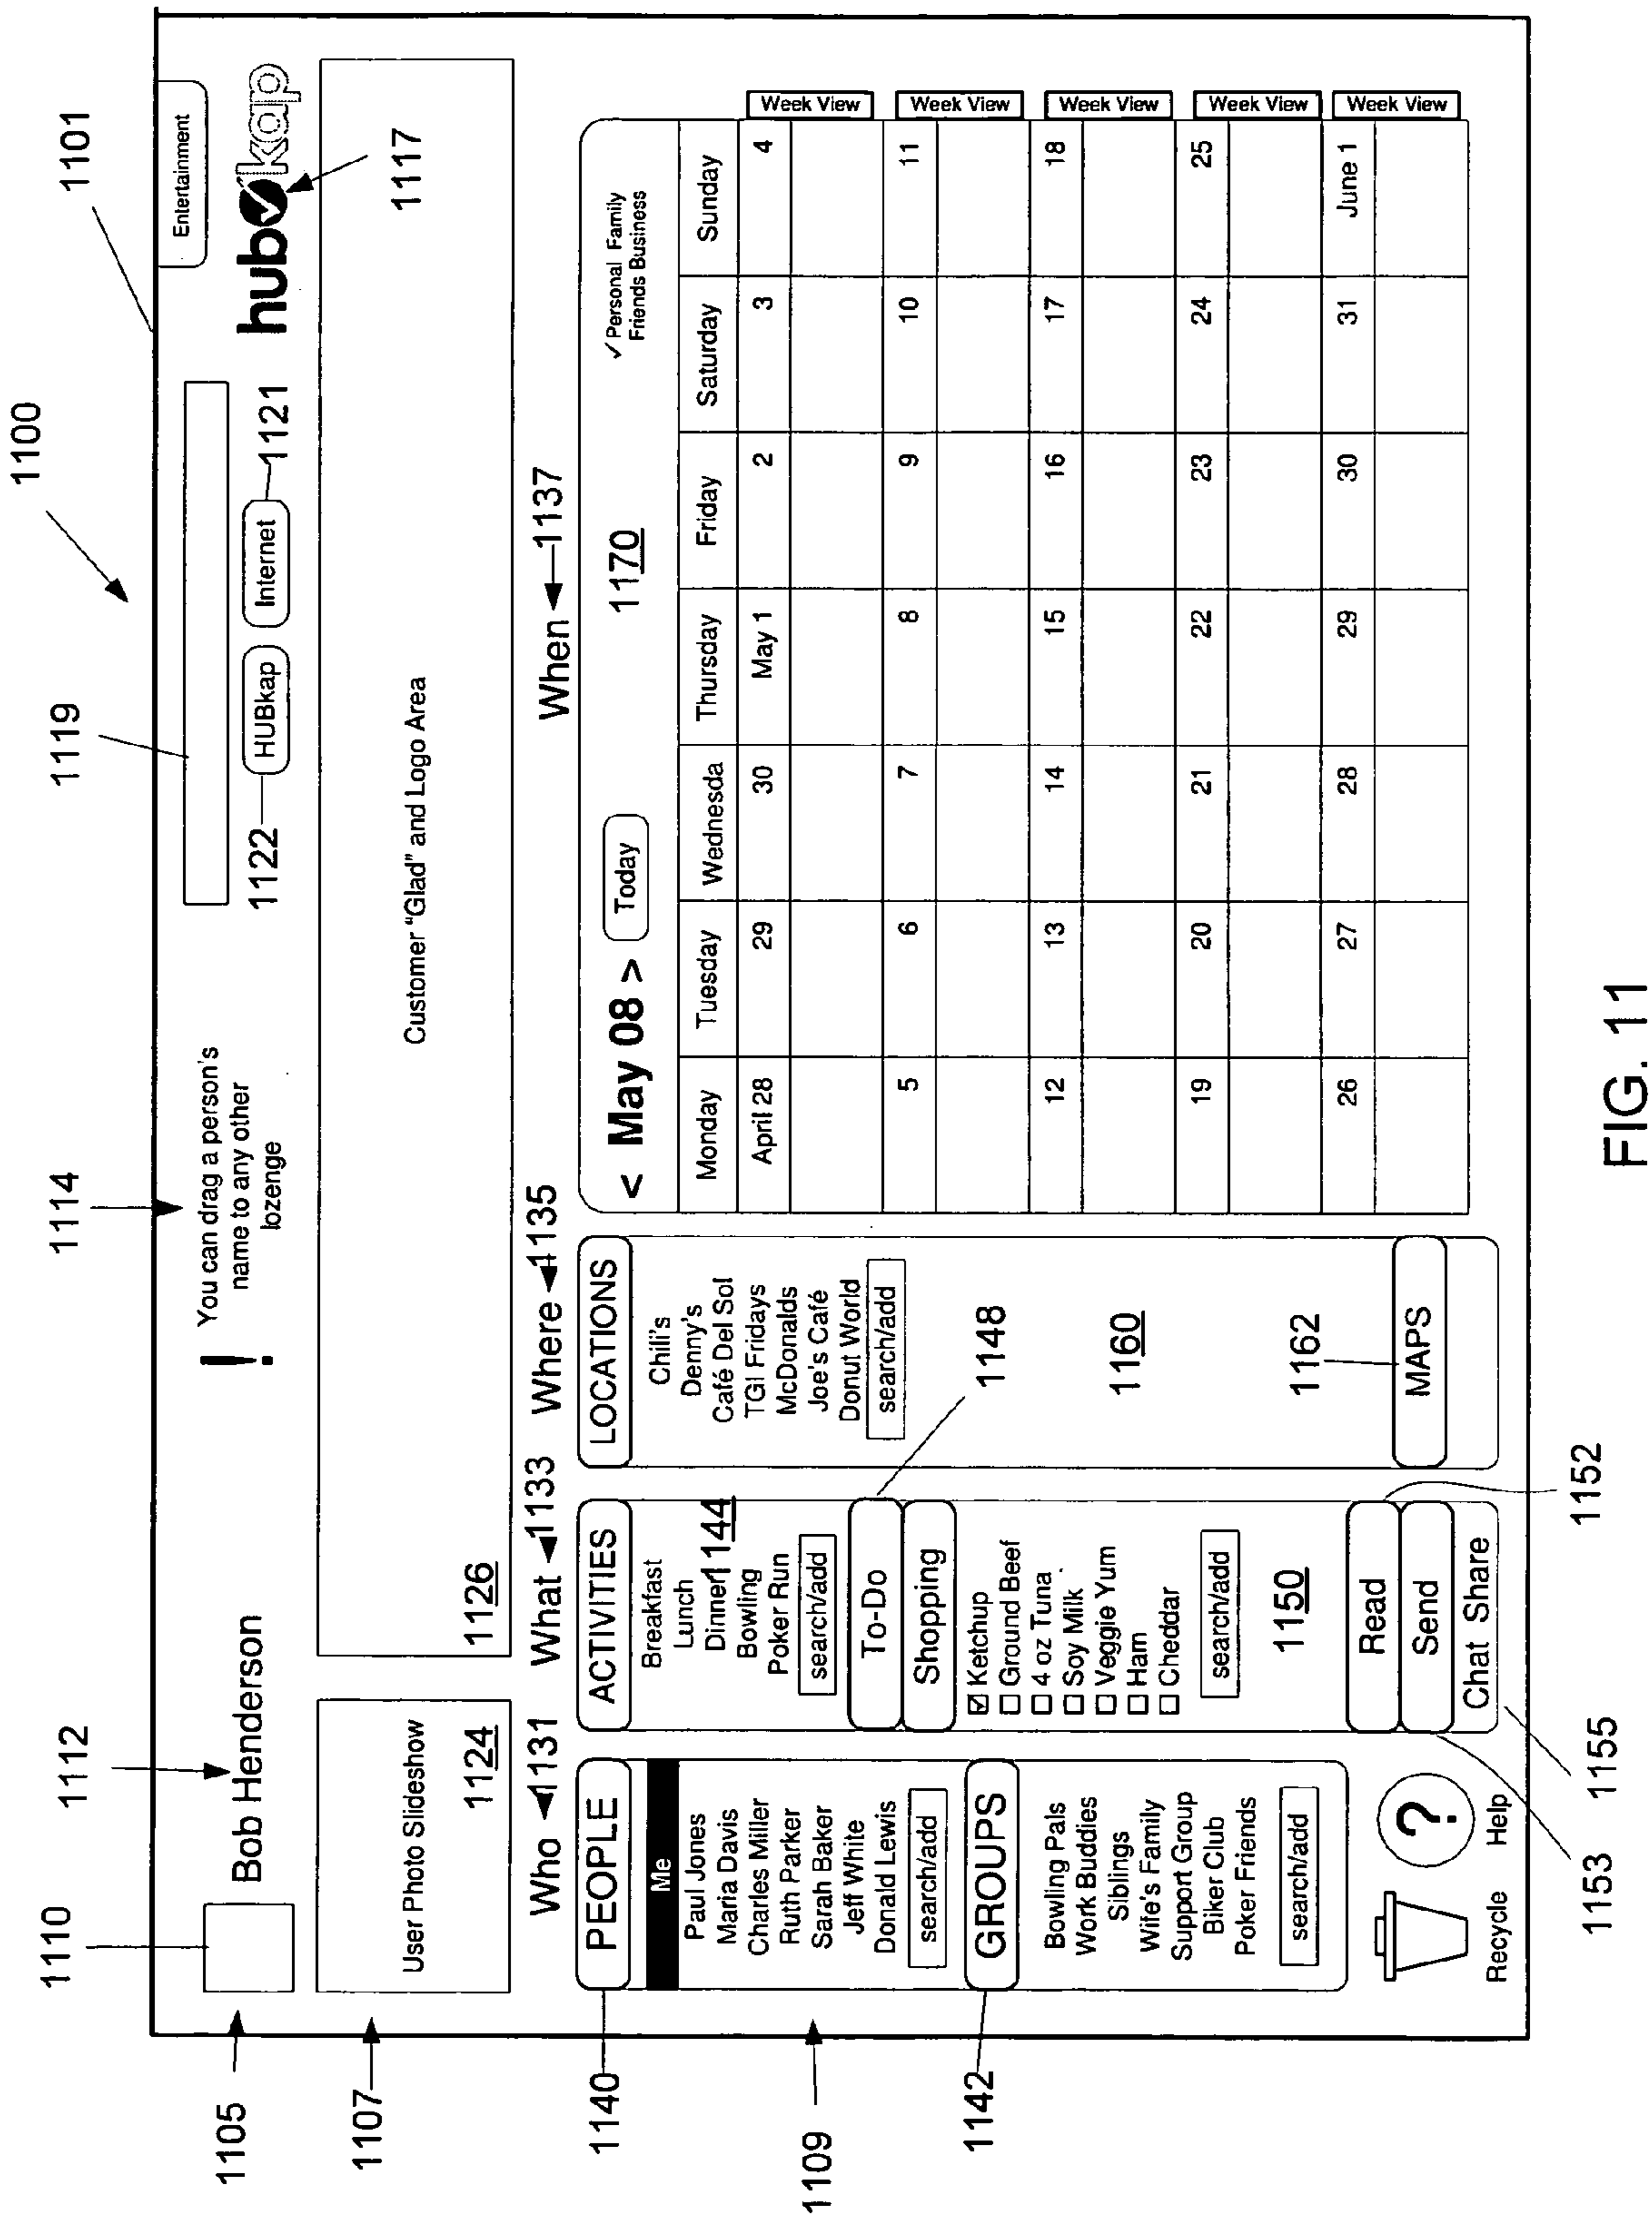 1100
1101
1119
1114
1112
1110
1105
1107
1109
1140
1142
Entertainment
Bob Henderson
! You can drag a person's
name to any other
lozenge
1122 HUBkap Internet 1121
hub kap
1117
User Photo Slideshow
1124
Customer "Glad" and Logo Area
1126
Who 1131
What 1133
Where 1135
When 1137
PEOPLE
Me
Paul Jones
Maria Davis
Charles Miller
Ruth Parker
Sarah Baker
Jeff White
Donald Lewis
search/add
GROUPS
Bowling Pals
Work Buddies
Siblings
Wife's Family
Support Group
Biker Club
Poker Friends
search/add
Recycle
?
Help
ACTIVITIES
Breakfast
Lunch
Dinner 1144
Bowling
Poker Run
search/add
To-Do
Shopping
Ketchup
Ground Beef
4 oz Tuna
Soy Milk
Veggie Yum
Ham
Cheddar
search/add
1150
Read
Send
Chat Share
1153
1155
1152
LOCATIONS
Chili's
Denny's
Café Del Sol
TGI Fridays
McDonalds
Joe's Café
Donut World
search/add
1148
1160
1162
MAPS
< May 08 > Today
1170
✓Personal Family
Friends Business
Monday Tuesday Wednesda Thursday Friday Saturday Sunday
April 28 29 30 May 1 2 3 4 Week View
5 6 7 8 9 10 11 Week View
12 13 14 15 16 17 18 Week View
19 20 21 22 23 24 25 Week View
26 27 28 29 30 31 June 1 Week View
FIG. 11